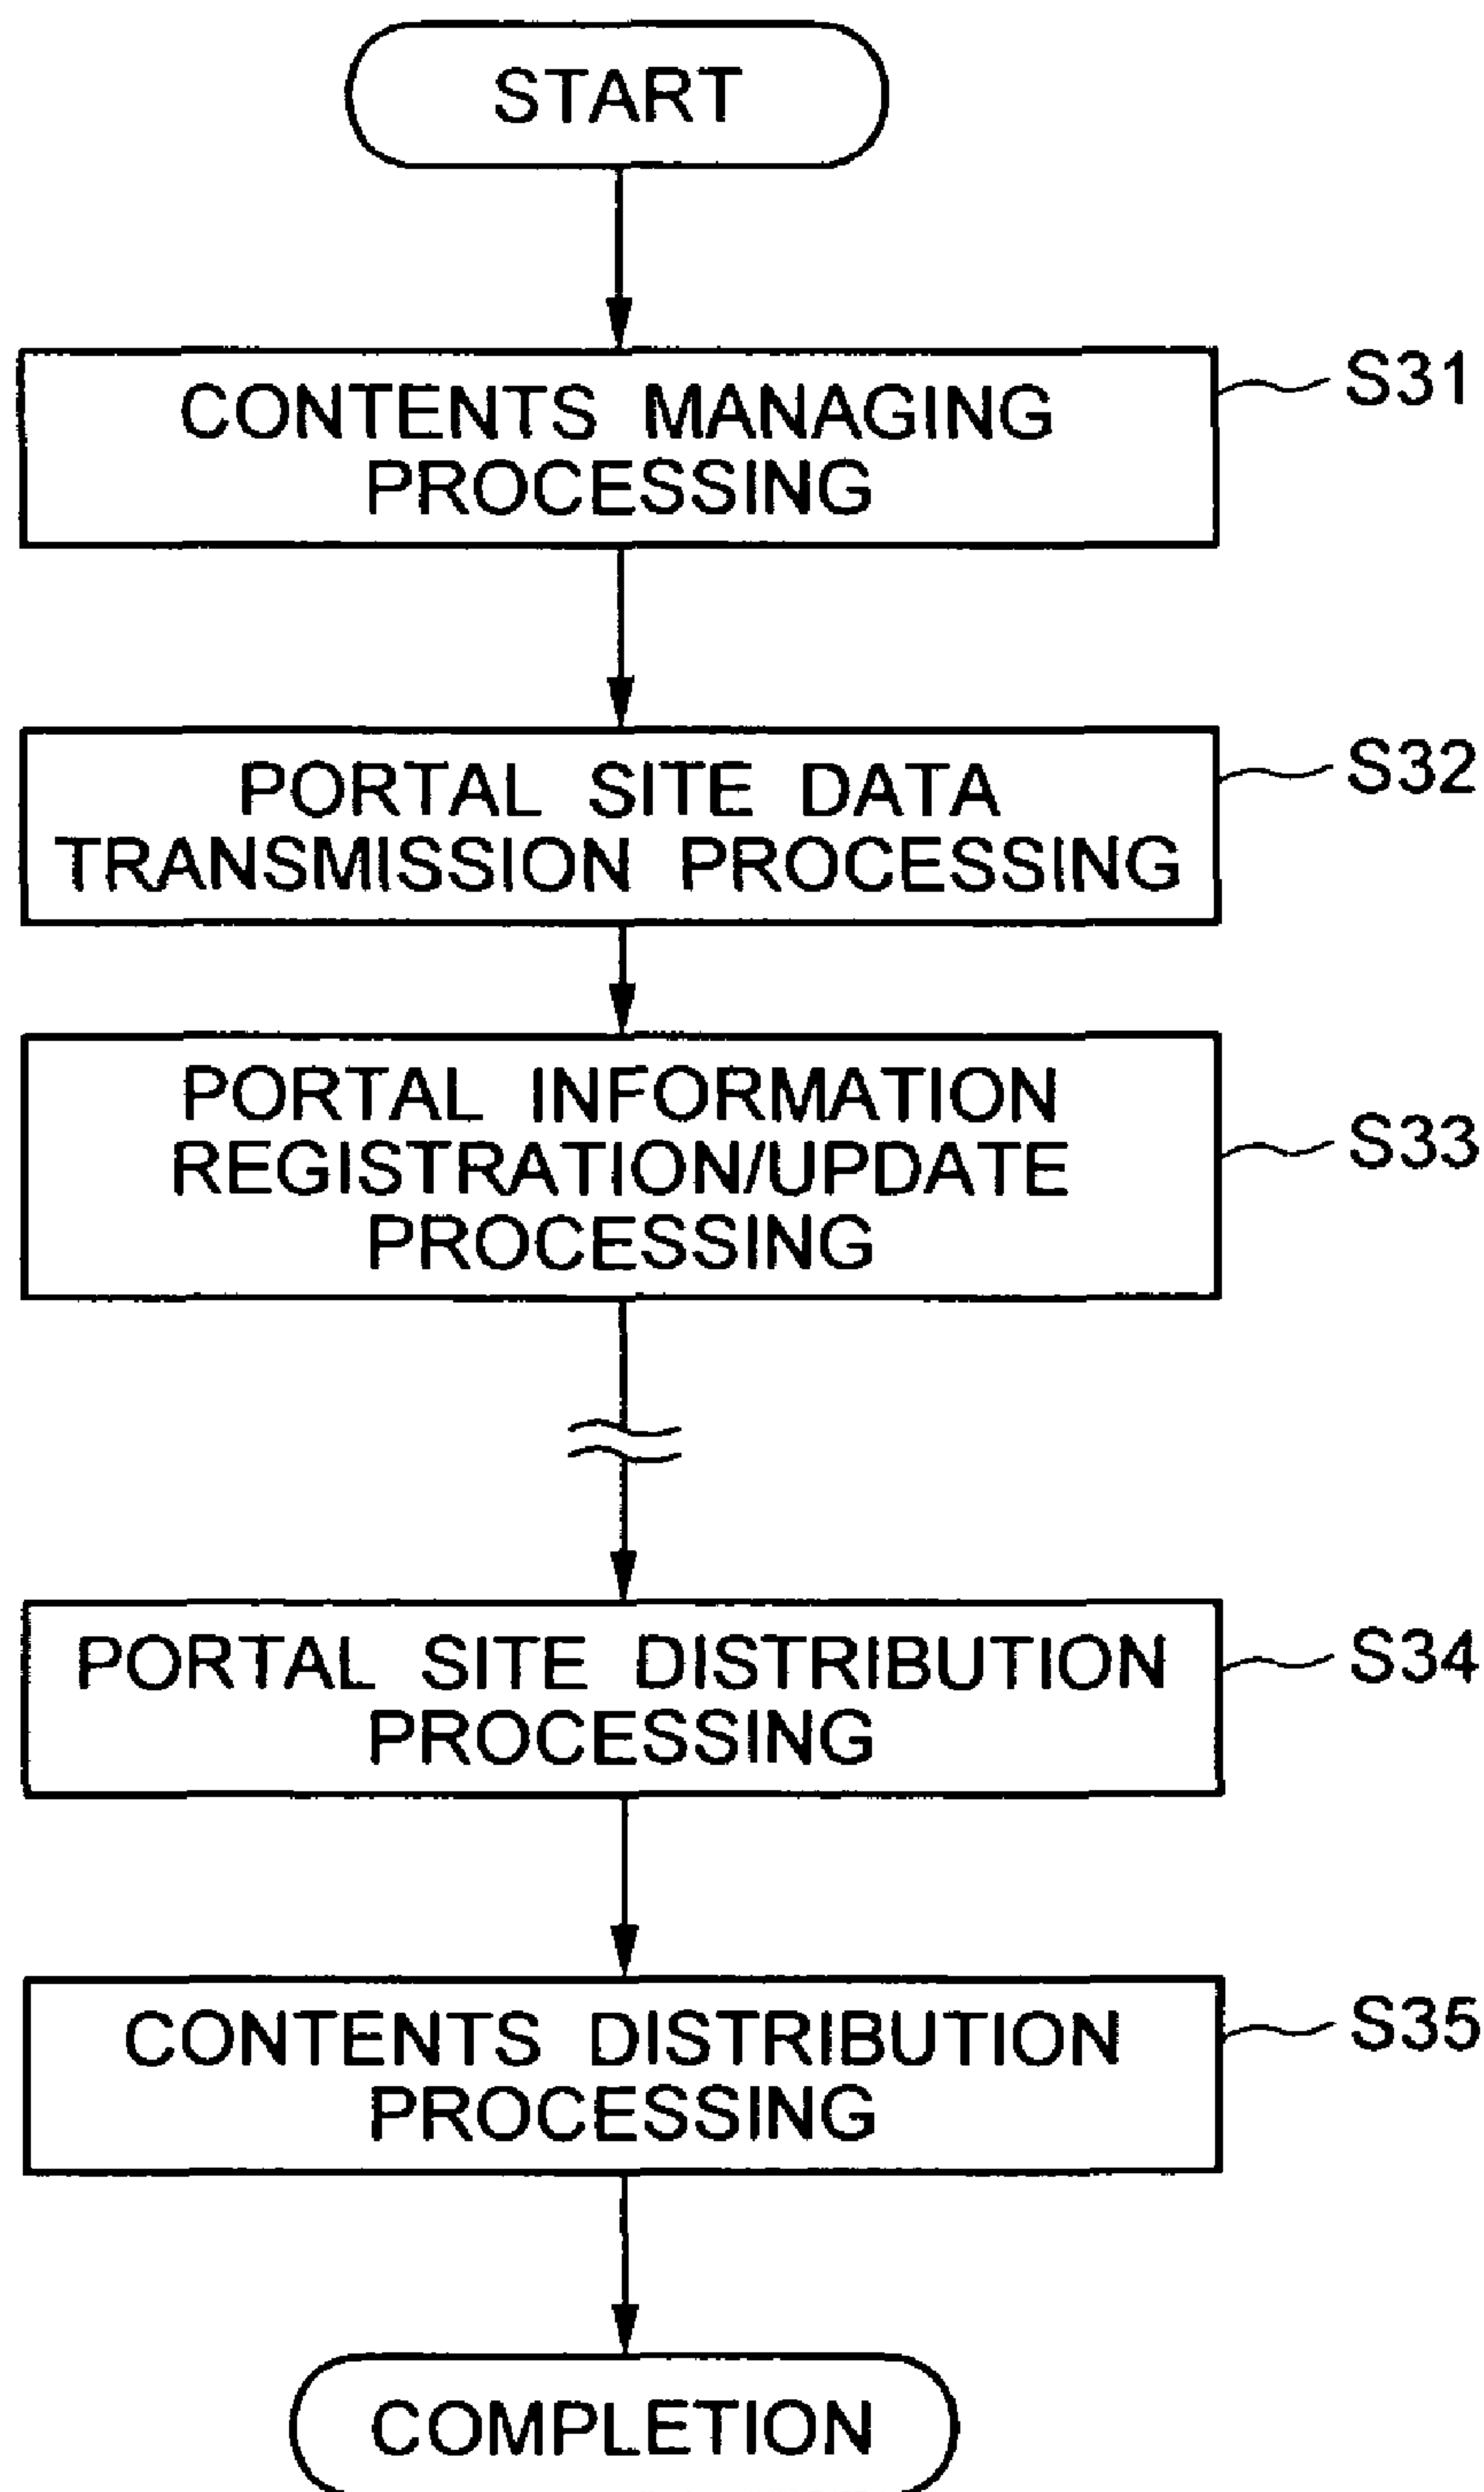 START
CONTENTS MANAGING
PROCESSING
S31
PORTAL SITE DATA
TRANSMISSION PROCESSING
S32
PORTAL INFORMATION
REGISTRATION/UPDATE
PROCESSING
S33
PORTAL SITE DISTRIBUTION
PROCESSING
S34
CONTENTS DISTRIBUTION
PROCESSING
S35
COMPLETION